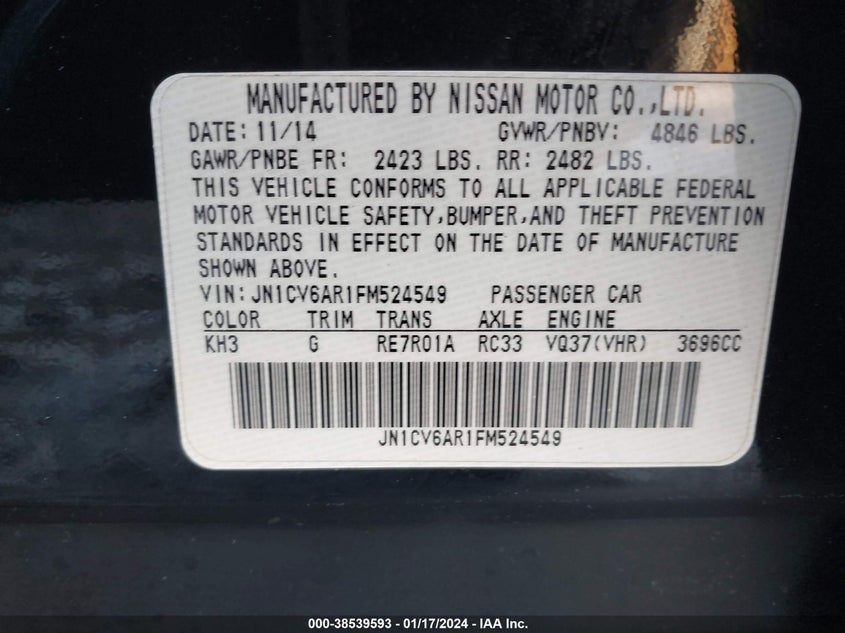 MANUFACTURED BY NISSAN MOTOR CO.,LTD.
DATE: 11/14 GVWR/PNBV: 4846 LBS.
GAWR/PNBE FR: 2423 LBS. RR: 2482 LBS.
THIS VEHICLE CONFORMS TO ALL APPLICABLE FEDERAL
MOTOR VEHICLE SAFETY,BUMPER,AND THEFT PREVENTION
STANDARDS IN EFFECT ON THE DATE OF MANUFACTURE
SHOWN ABOVE.
VIN: JN1CV6AR1FM524549 PASSENGER CAR
COLOR TRIM TRANS AXLE ENGINE
KH3 G RE7R01A RC33 VQ37(VHR) 3696CC
JN1CV6AR1FM524549
000-38539593 - 01/17/2024 - IAA Inc.